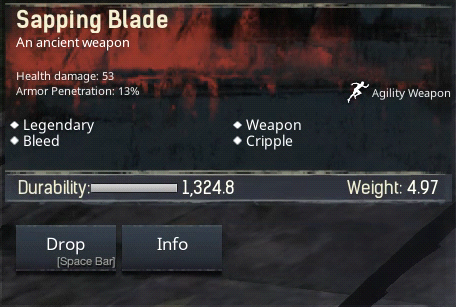 Sapping Blade
An ancient weapon
Health damage: 53
Armor Penetration: 13%
Agility Weapon
Legendary
Weapon
Bleed
Cripple
Durability: 1,324.8
Weight: 4.97
Drop
[Space Bar]
Info